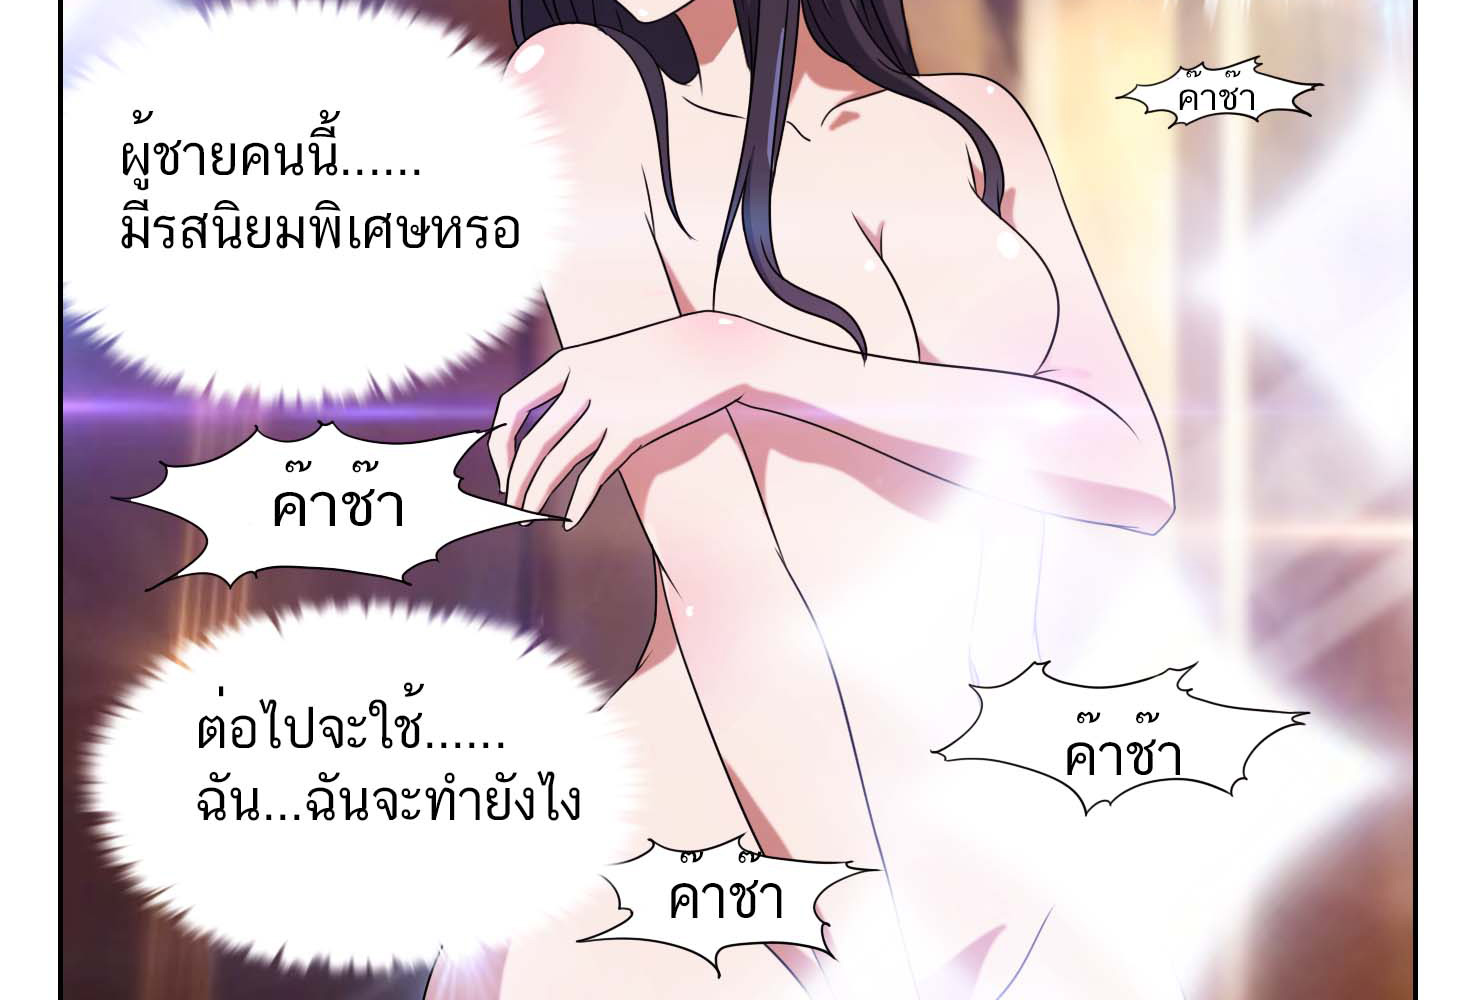 ค๊าช๊า
ผู้ชายคนนี้......
มีรสนิยมพิเศษหรอ
ค๊าช๊า
ต่อไปจะใช้......
ฉัน...ฉันจะทำยังไง
ค๊าช๊า
ค๊าช๊า